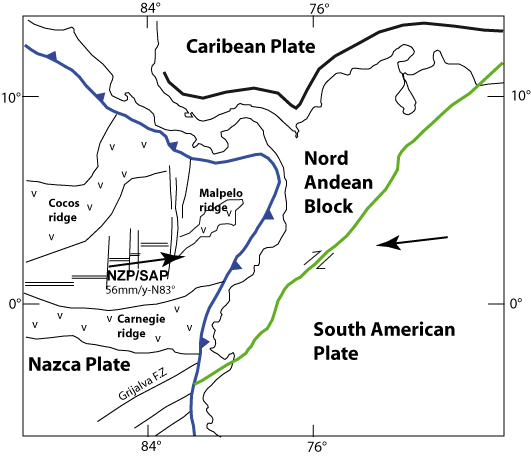 84°
76°
Caribean Plate
10°
10°
Nord
Andean
Block
Malpelo
ridge
Cocos
ridge
NZP/SAP
56mm/y-N83°
0°
0°
Carnegie
ridge
South American
Plate
Nazca Plate
Grijalva F.Z
84°
76°